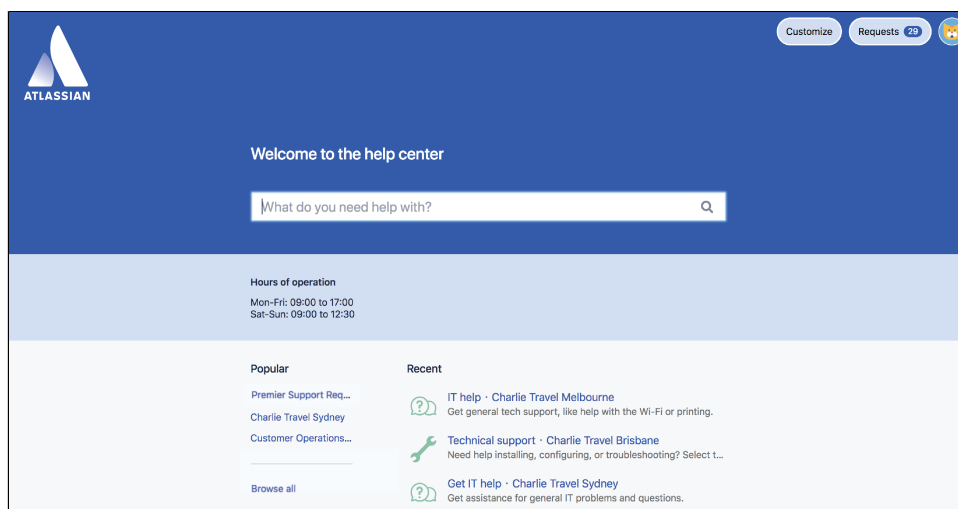 ATLASSIAN
Customize
Requests 29
Welcome to the help center
What do you need help with?
Hours of operation
Mon-Fri: 09:00 to 17:00
Sat-Sun: 09:00 to 12:30
Popular
Premier Support Req...
Charlie Travel Sydney
Customer Operations...
Browse all
Recent
IT help · Charlie Travel Melbourne
Get general tech support, like help with the Wi-Fi or printing.
Technical support · Charlie Travel Brisbane
Need help installing, configuring, or troubleshooting? Select t...
Get IT help · Charlie Travel Sydney
Get assistance for general IT problems and questions.